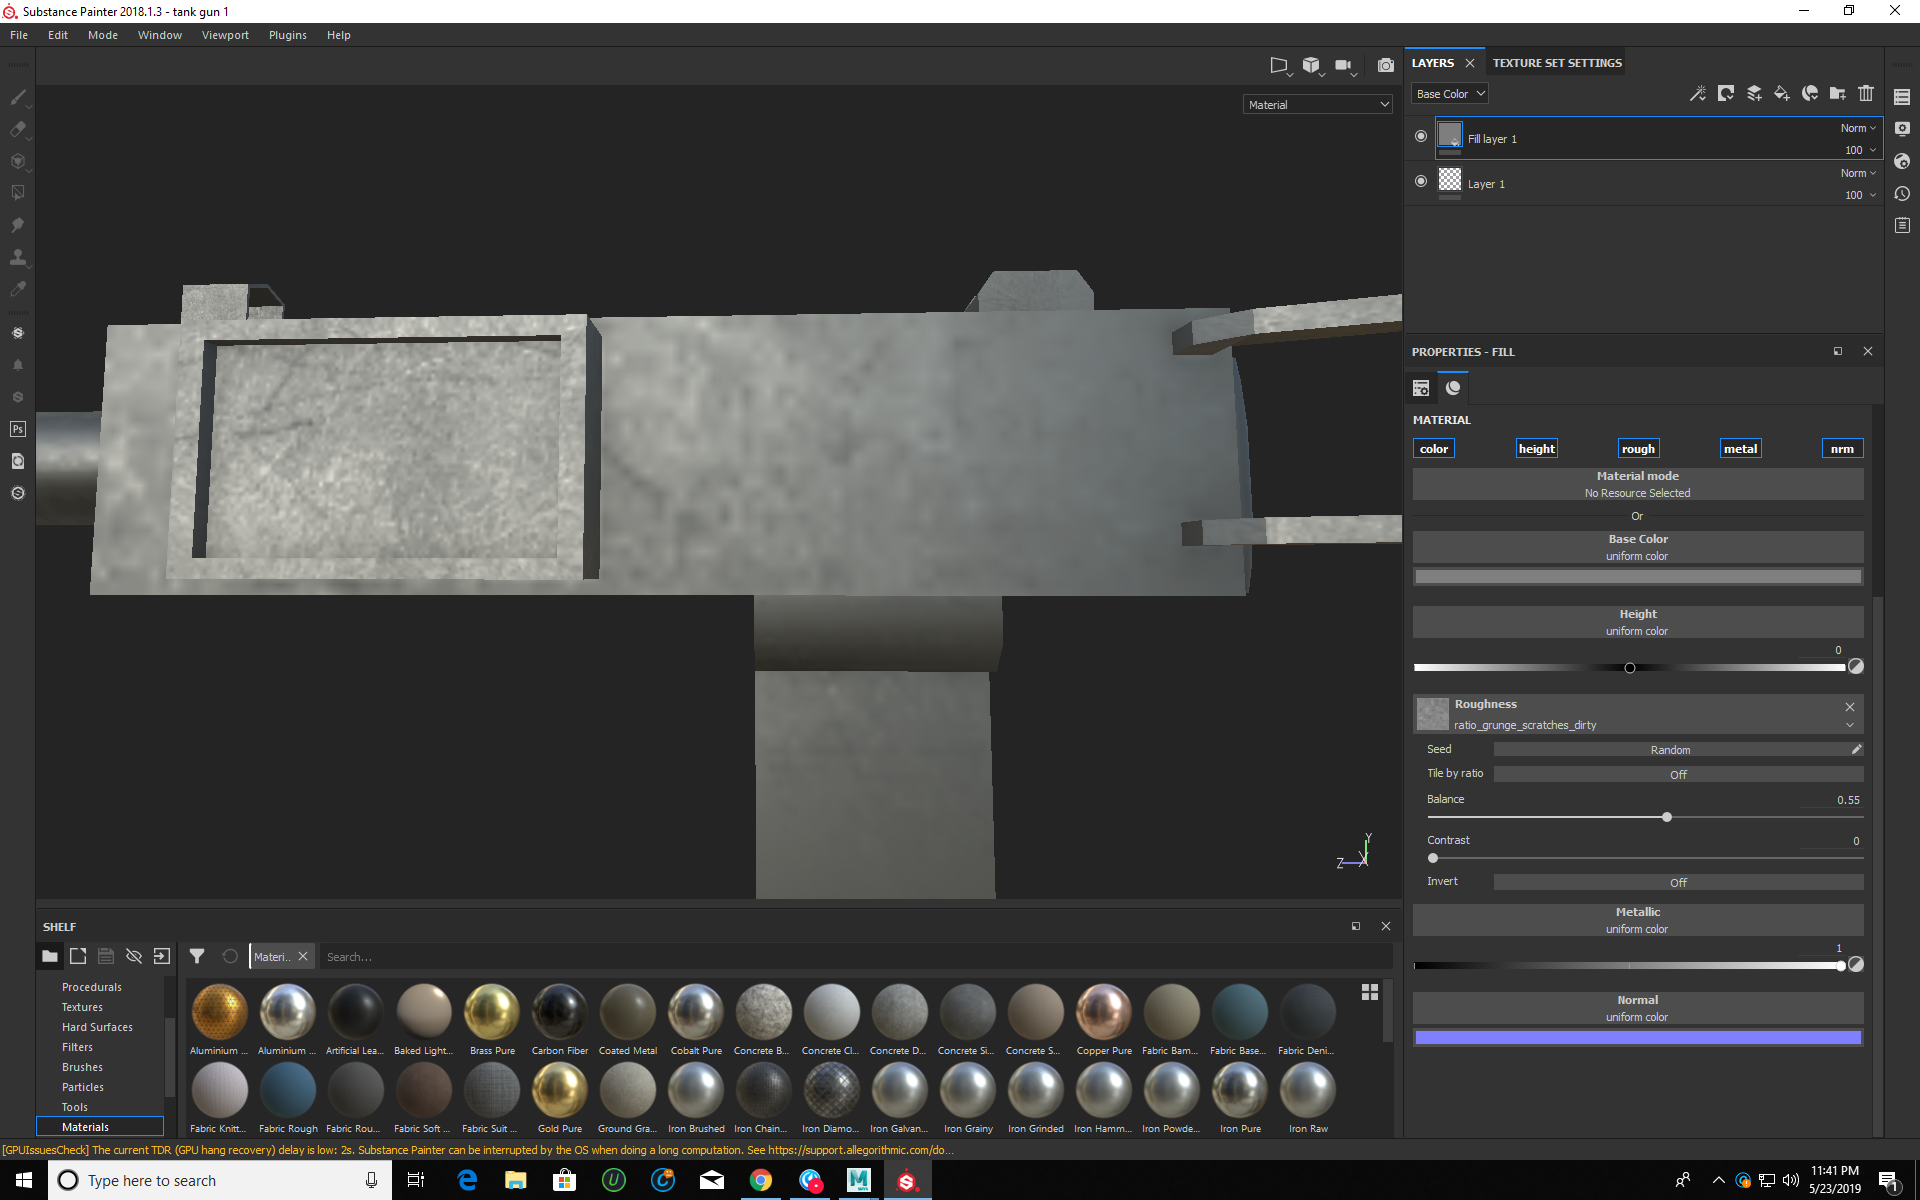 Substance Painter 2018.1.3 - tank gun 1
File Edit Mode Window Viewport Plugins Help
Material
LAYERS
TEXTURE SET SETTINGS
Base Color
Fill layer 1
Norm
100
Layer 1
Norm
100
PROPERTIES - FILL
MATERIAL
color height rough metal nrm
Material mode
No Resource Selected
Or
Base Color
uniform color
Height
uniform color
0
Roughness
ratio_grunge_scratches_dirty
Seed Random
Tile by ratio Off
Balance 0.55
Contrast 0
Invert Off
Metallic
uniform color
1
Normal
uniform color
Y
Z X
SHELF
Materi..
Search...
Procedurals
Textures
Hard Surfaces
Filters
Brushes
Particles
Tools
Materials
Aluminium ... Aluminium ... Artificial Lea... Baked Light... Brass Pure Carbon Fiber Coated Metal Cobalt Pure Concrete B... Concrete Cl... Concrete D... Concrete Si... Concrete S... Copper Pure Fabric Bam... Fabric Base... Fabric Deni...
Fabric Knitt... Fabric Rough Fabric Rou... Fabric Soft ... Fabric Suit ... Gold Pure Ground Gra... Iron Brushed Iron Chain... Iron Diamo... Iron Galvan... Iron Grainy Iron Grinded Iron Hamm... Iron Powde... Iron Pure Iron Raw
[GPUIssuesCheck] The current TDR (GPU hang recovery) delay is low: 2s. Substance Painter can be interrupted by the OS when doing a long computation. See https://support.allegorithmic.com/do...
Type here to search
11:41 PM
5/23/2019
1
Ps